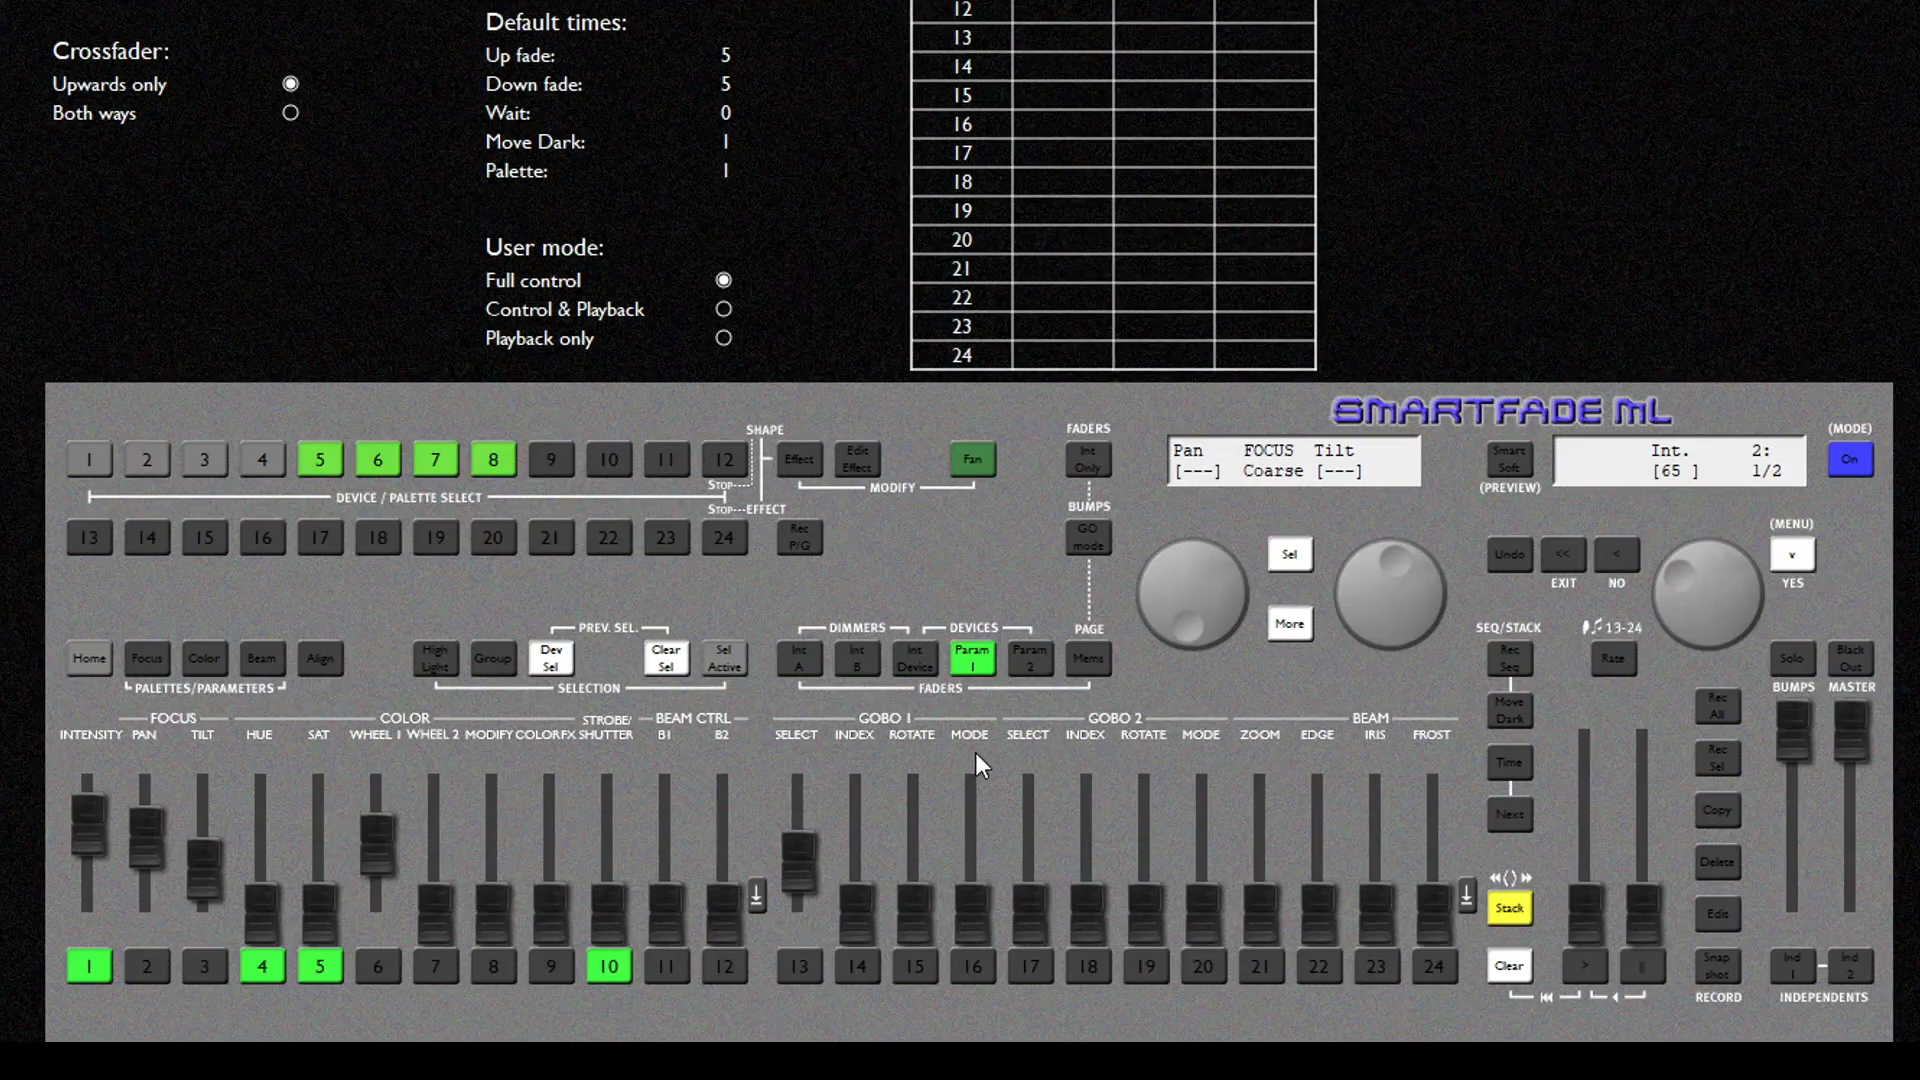 Crossfader:
Upwards only
Both ways
Default times:
Up fade: 5
Down fade: 5
Wait: 0
Move Dark: 1
Palette: 1
User mode:
Full control
Control & Playback
Playback only
12
13
14
15
16
17
18
19
20
21
22
23
24
SMARTFADE ML
1 2 3 4 5 6 7 8 9 10 11 12
SHAPE
Effect
Edit Effect
Fan
MODIFY
STOP
DEVICE / PALETTE SELECT
STOP---EFFECT
13 14 15 16 17 18 19 20 21 22 23 24
Rec P/G
FADERS
Int Only
BUMPS
GO mode
PAGE
Pan FOCUS Tilt
[---] Coarse [---]
Smart Soft
(PREVIEW)
Int. 2:
[65 ] 1/2
(MODE)
On
Sel
More
Undo << <
EXIT NO
(MENU)
v
YES
PREV. SEL.
DIMMERS DEVICES
Home Focus Color Beam Align
High Light
Group
Dev Sel
Clear Sel
Sel Active
Int A
Int B
Int Device
Param 1
Param 2
Mems
PALETTES/PARAMETERS SELECTION FADERS
SEQ/STACK
Rec Seq
Move Dark
Time
Next
13-24
Rate
Solo
Black Out
BUMPS MASTER
FOCUS COLOR STROBE/ BEAM CTRL GOBO 1 GOBO 2 BEAM
INTENSITY PAN TILT HUE SAT WHEEL 1 WHEEL 2 MODIFY COLORFX SHUTTER B1 B2 SELECT INDEX ROTATE MODE SELECT INDEX ROTATE MODE ZOOM EDGE IRIS FROST
Rec All
Rec Sel
Copy
Delete
Edit
Stack
1 2 3 4 5 6 7 8 9 10 11 12 13 14 15 16 17 18 19 20 21 22 23 24
Clear
>
Snap shot
Ind 1
Ind 2
RECORD INDEPENDENTS